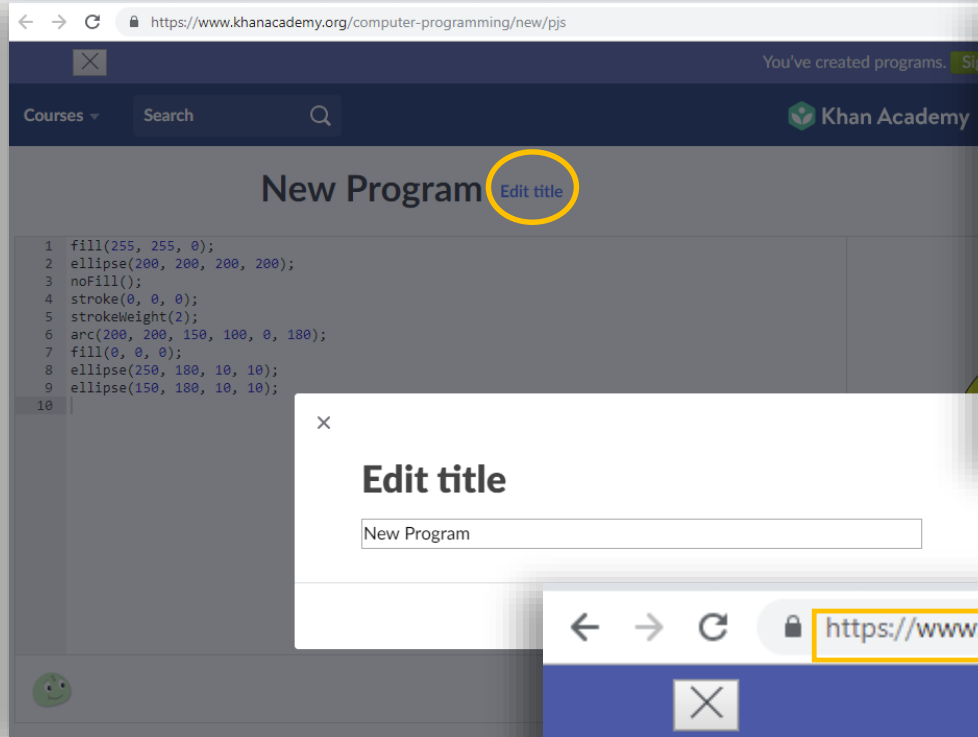 https://www.khanacademy.org/computer-programming/new/pjs
You've created programs.
Courses Search Khan Academy
New Program Edit title
1 fill(255, 255, 0);
2 ellipse(200, 200, 200, 200);
3 noFill();
4 stroke(0, 0, 0);
5 strokeWeight(2);
6 arc(200, 200, 150, 100, 0, 180);
7 fill(0, 0, 0);
8 ellipse(250, 180, 10, 10);
9 ellipse(150, 180, 10, 10);
10
Edit title
New Program
https://www